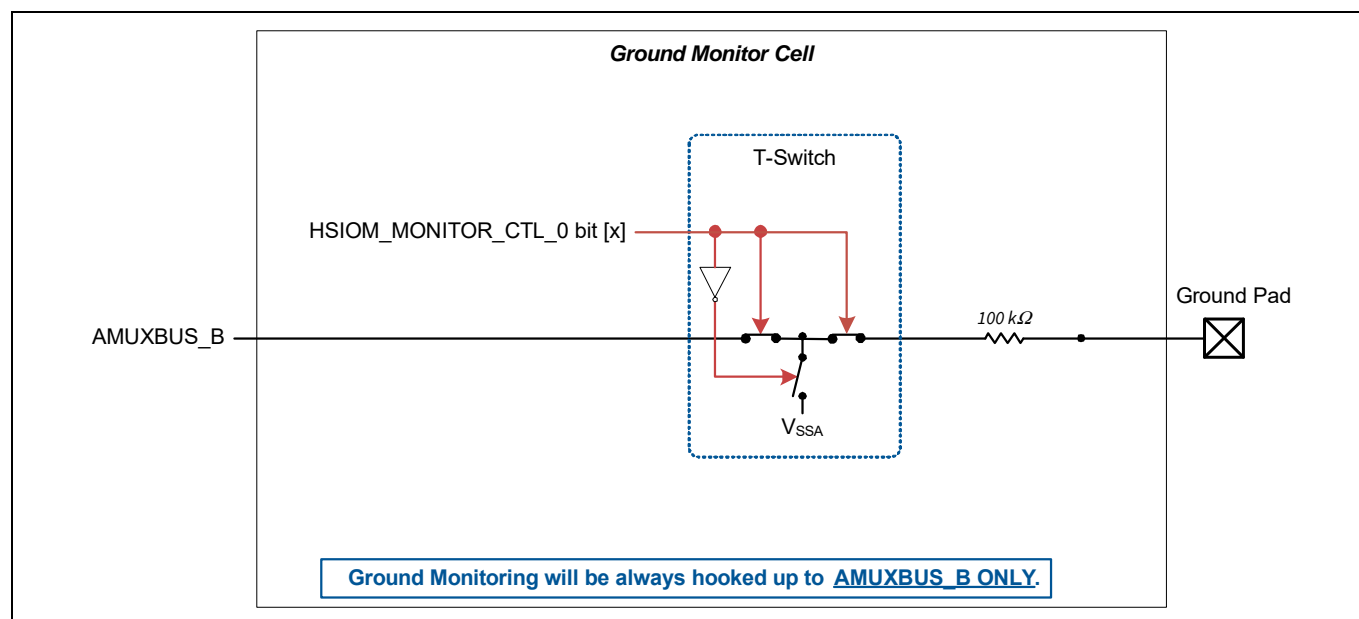 Ground Monitor Cell
T-Switch
HSIOM_MONITOR_CTL_0 bit [x]
Ground Pad
100 kΩ
AMUXBUS_B
VSSA
Ground Monitoring will be always hooked up to AMUXBUS_B ONLY.